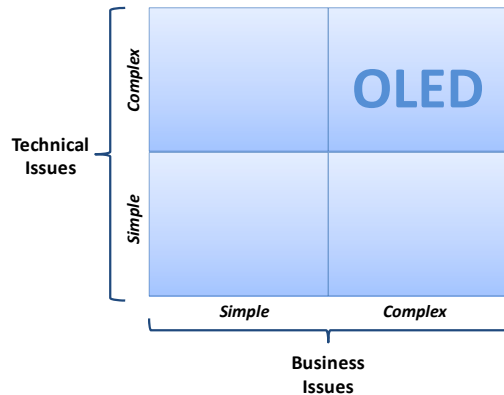 Complex
OLED
Technical
Issues
Simple
Simple
Complex
Business
Issues